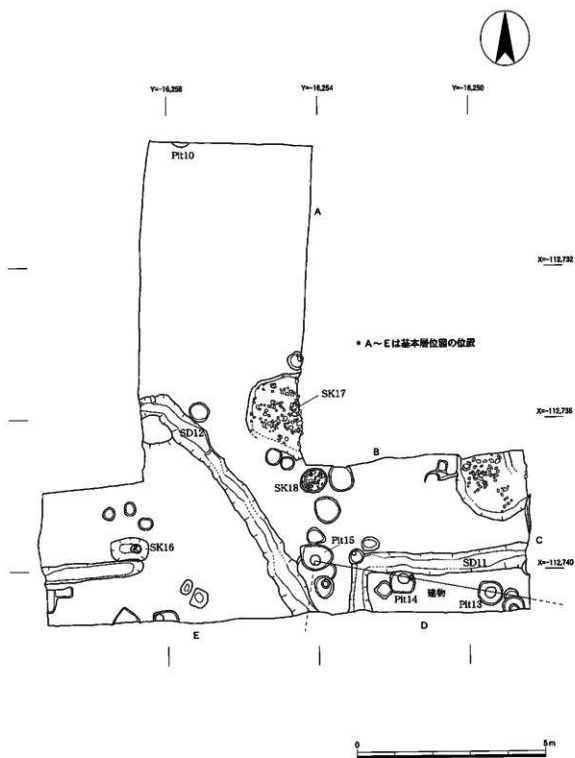 Y=-16,258
Y=-16,254
Y=-16,250
Pit10
A
X=-112,732
* A～Eは基本層位図の位置
SK17
X=-112,736
SD12
B
SK18
Pit15
C
SK16
SD11
X=-112,740
Pit14
建物
Pit13
E
D
0
5m